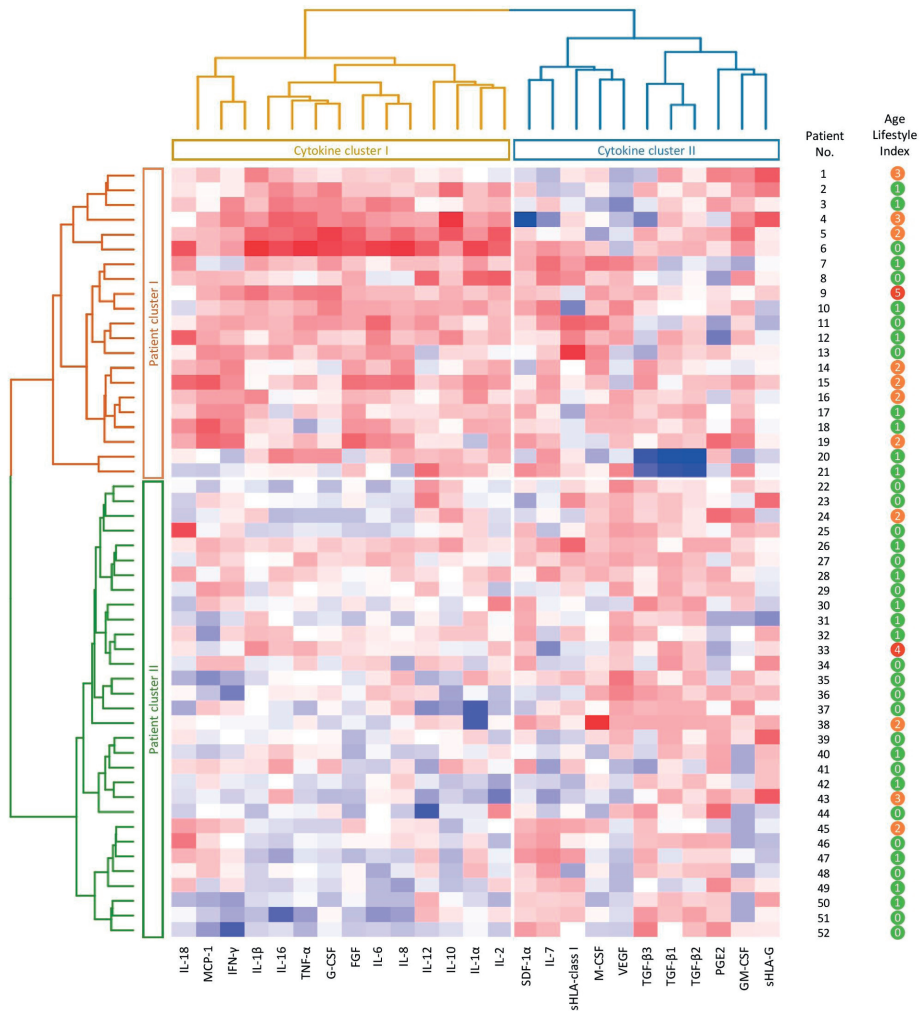 Cytokine cluster I
Cytokine cluster II
Patient No.
Age Lifestyle Index
Patient cluster I
Patient cluster II
1 3
2 1
3 1
4 3
5 2
6 0
7 1
8 0
9 5
10 1
11 0
12 1
13 0
14 2
15 2
16 2
17 1
18 1
19 2
20 1
21 1
22 0
23 0
24 2
25 0
26 1
27 0
28 1
29 0
30 1
31 1
32 1
33 4
34 0
35 0
36 0
37 0
38 2
39 0
40 1
41 0
42 1
43 3
44 0
45 2
46 0
47 1
48 0
49 1
50 1
51 0
52 0
IL-18
MCP-1
IFN-γ
IL-1β
IL-16
TNF-α
G-CSF
FGF
IL-6
IL-8
IL-12
IL-10
IL-1α
IL-2
SDF-1α
IL-7
sHLA-class I
M-CSF
VEGF
TGF-β3
TGF-β1
TGF-β2
PGE2
GM-CSF
sHLA-G